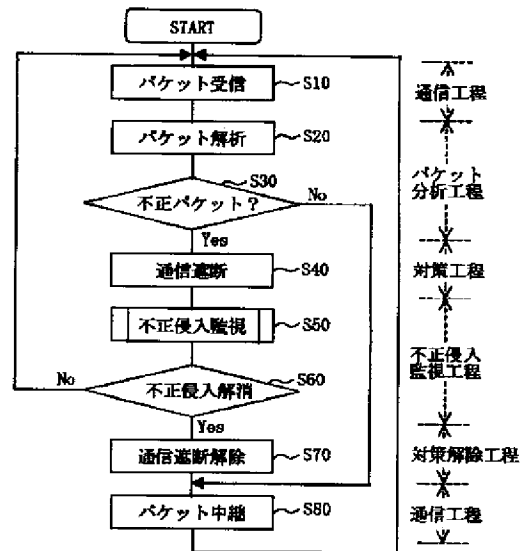 START
パケット受信
S10
通信工程
パケット解析
S20
パケット
分析工程
S30
不正パケット?
No
Yes
通信遮断
S40
対策工程
不正侵入監視
S50
不正侵入
監視工程
No
不正侵入解消
S60
Yes
通信遮断解除
S70
対策解除工程
パケット中継
S80
通信工程